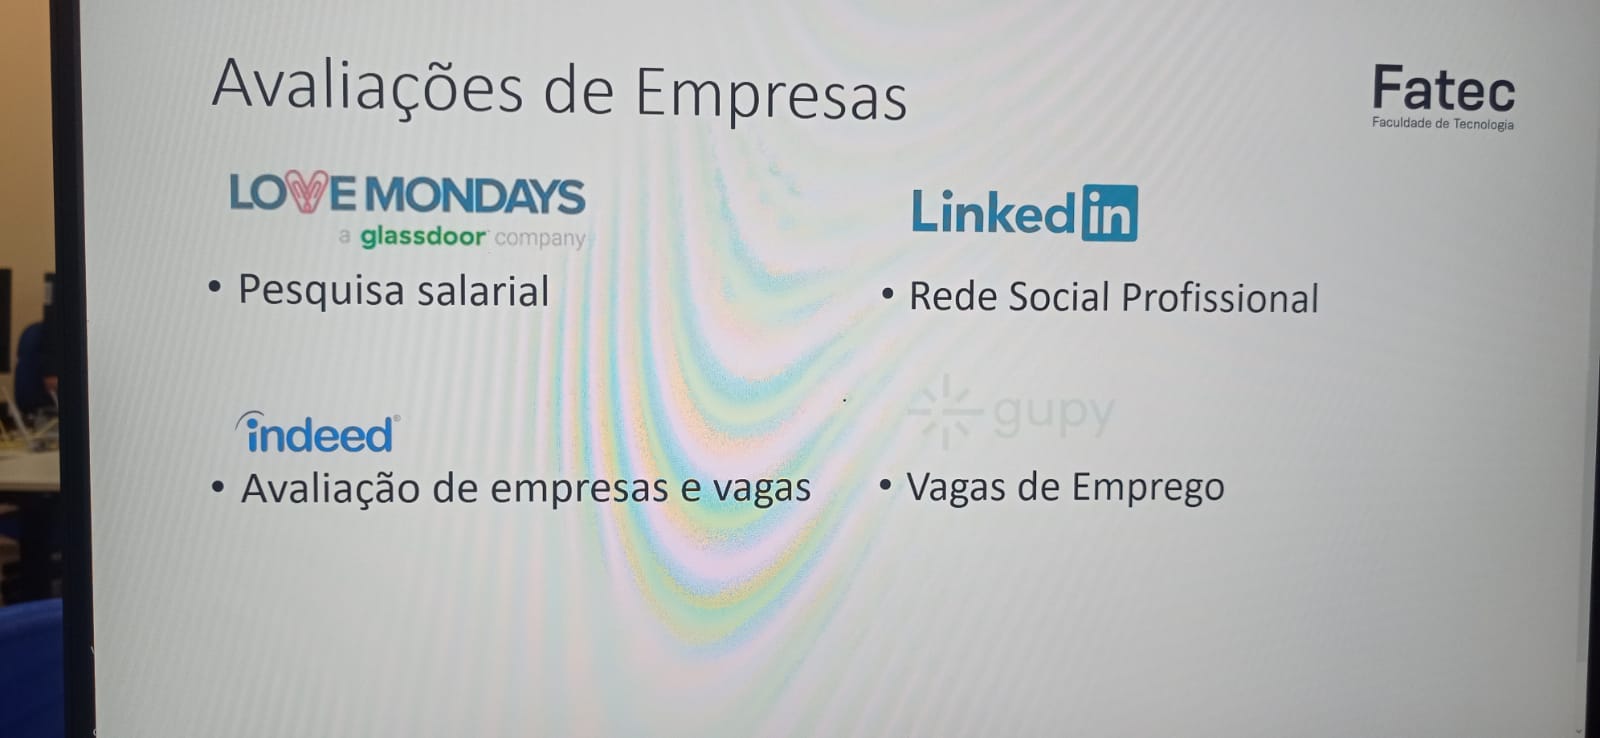 Avaliações de Empresas
Fatec
Faculdade de Tecnologia
LOVE MONDAYS
a glassdoor company
• Pesquisa salarial
LinkedIn
• Rede Social Profissional
indeed®
• Avaliação de empresas e vagas
gupy
• Vagas de Emprego